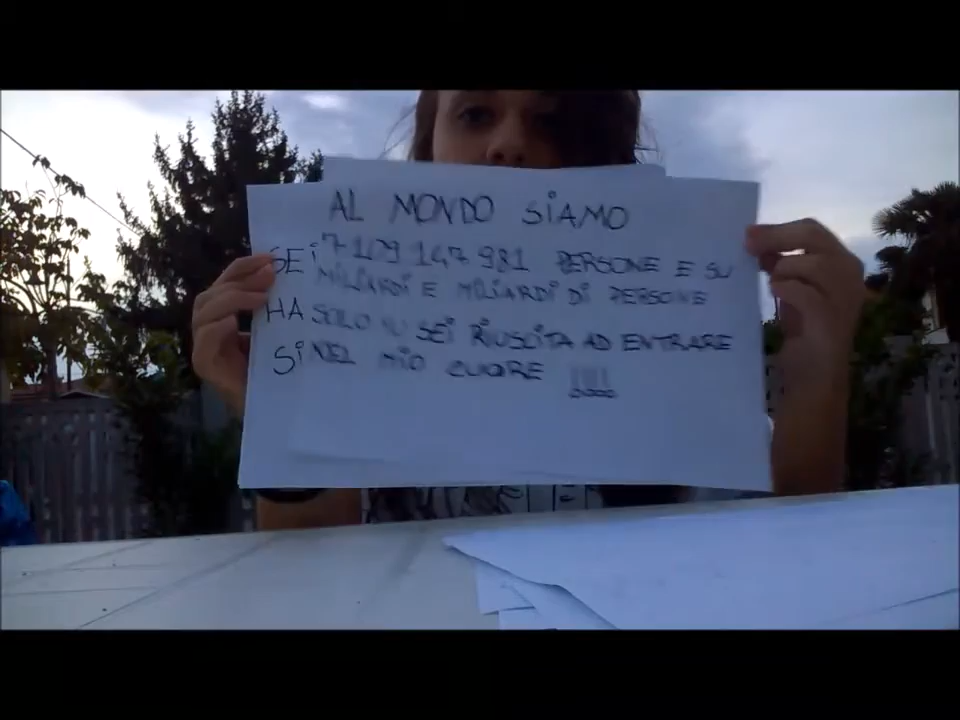 AL MONDO SIAMO
SEI 7 109 147 981 PERSONE E SU
MILIARDI E MILIARDI DI PERSONE
HA SOLO TU SEI RIUSCITA AD ENTRARE
SI NEL MIO CUORE !!!!